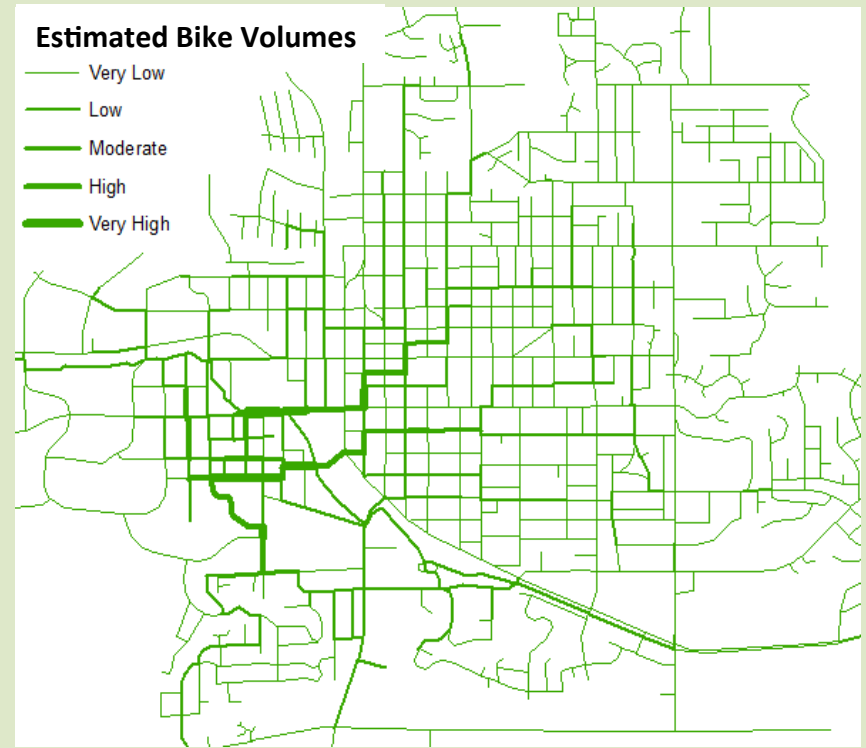 Estimated Bike Volumes
Very Low
Low
Moderate
High
Very High